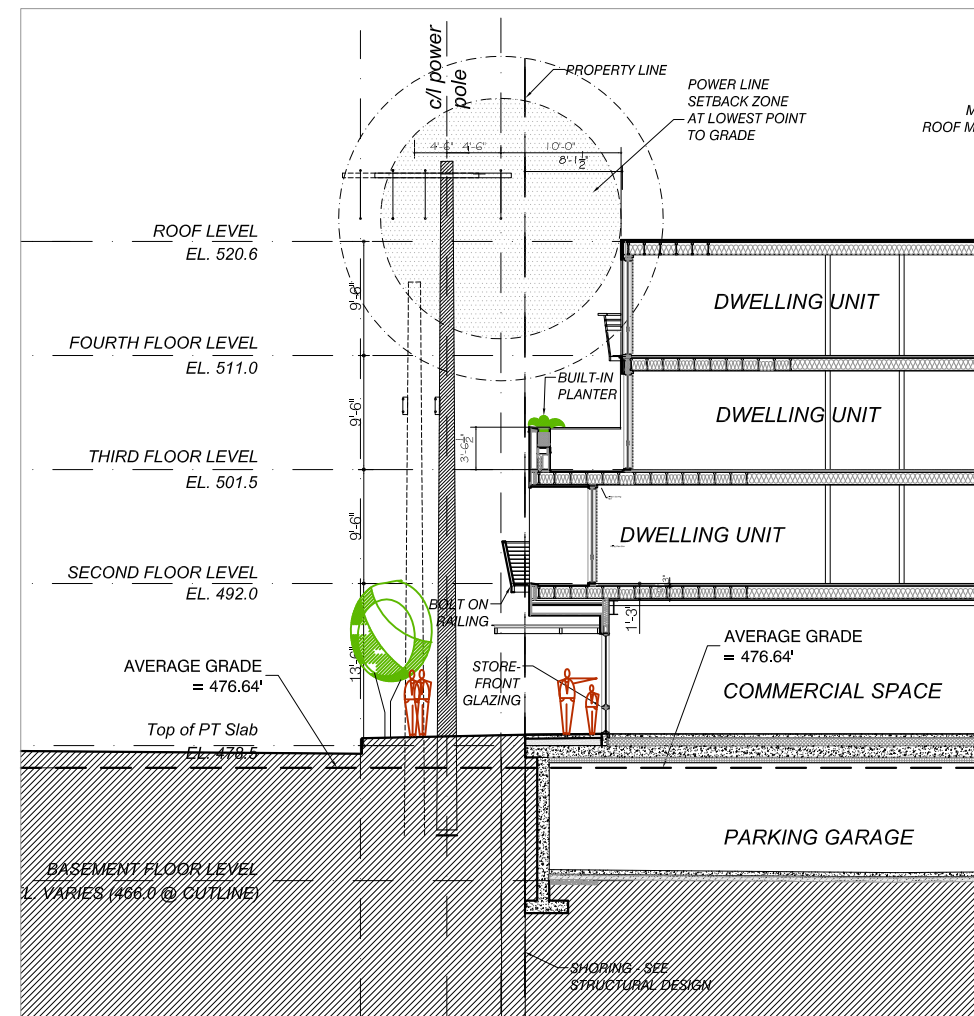 c/l power
pole
PROPERTY LINE
POWER LINE
SETBACK ZONE
AT LOWEST POINT
TO GRADE
M
ROOF M
4'-6" 4'-6"
10'-0"
8'-1½"
ROOF LEVEL
EL. 520.6
DWELLING UNIT
9'-6"
FOURTH FLOOR LEVEL
EL. 511.0
BUILT-IN
PLANTER
DWELLING UNIT
9'-6"
3'-6½"
THIRD FLOOR LEVEL
EL. 501.5
9'-6"
DWELLING UNIT
SECOND FLOOR LEVEL
EL. 492.0
BOLT ON
RAILING
1'-3"
AVERAGE GRADE
= 476.64'
AVERAGE GRADE
= 476.64'
13'-6"
STORE-
FRONT
GLAZING
COMMERCIAL SPACE
Top of PT Slab
EL. 478.5
PARKING GARAGE
BASEMENT FLOOR LEVEL
L. VARIES (466.0 @ CUTLINE)
SHORING - SEE
STRUCTURAL DESIGN